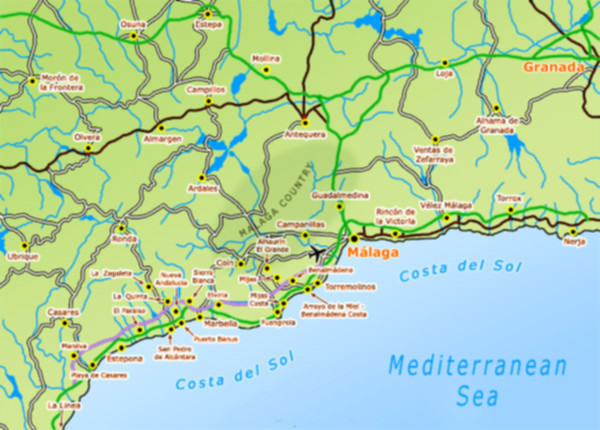 Osuna
Estepa
Mollina
Loja
Granada
Morón de
la Frontera
Campillos
Olvera
Almargen
Antequera
Alhama de
Granada
Ventas de
Zafarraya
Ardales
MALAGA COUNTRY
Guadalmedina
Rincón de
la Victoria
Vélez Málaga
Torrox
Nerja
Ronda
Ubrique
Campanillas
Alhaurín
El Grande
Coín
Málaga
Costa del Sol
La Zagaleta
Nueva
Andalucia
Sierra
Blanca
Benalmádena
Torremolinos
La Quinta
El Paraiso
Elviria
Mijas
Mijas
Costa
Arroyo de la Miel -
Benalmádena
Costa
Casares
Marbella
Fuengirola
Puerto Banus
San Pedro
de Alcántara
Manilva
Estepona
Playa de Casares
Costa del Sol
La Línea
Mediterranean
Sea